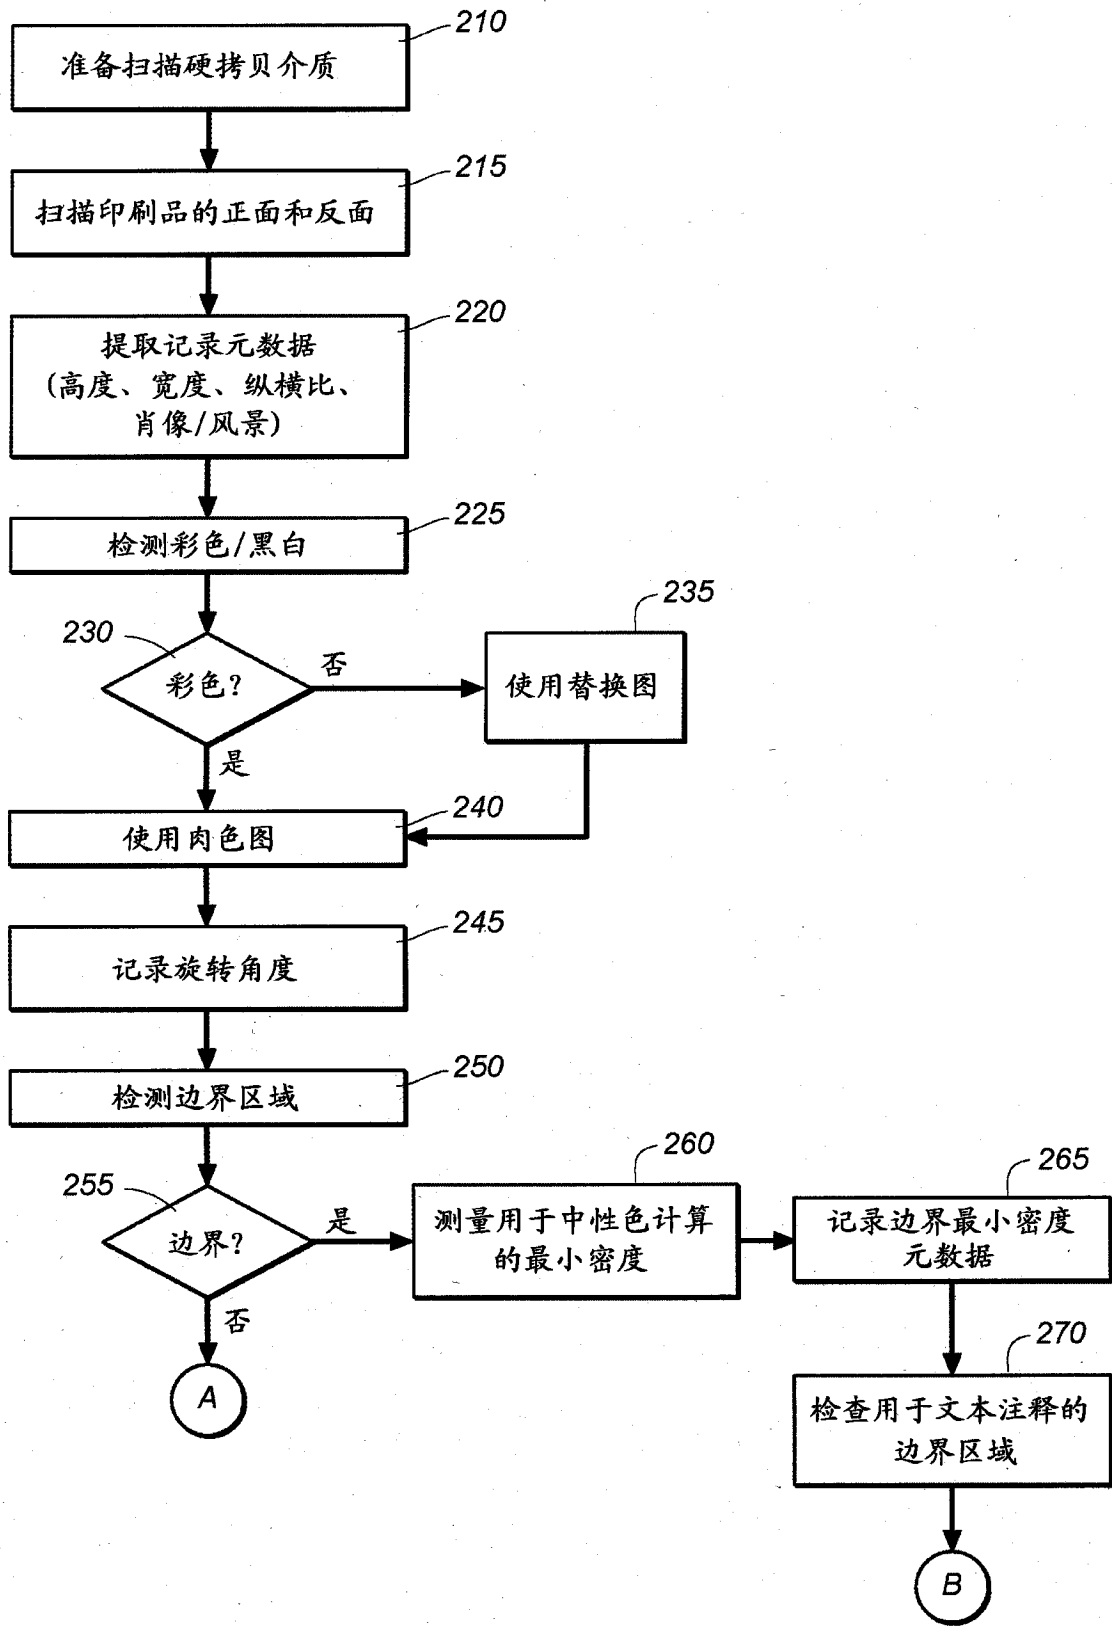 210
准备扫描硬拷贝介质
215
扫描印刷品的正面和反面
220
提取记录元数据
(高度、宽度、纵横比、
肖像/风景)
225
检测彩色/黑白
230
彩色?
否
235
使用替换图
是
240
使用肉色图
245
记录旋转角度
250
检测边界区域
255
边界?
是
260
测量用于中性色计算
的最小密度
265
记录边界最小密度
元数据
否
A
270
检查用于文本注释的
边界区域
B